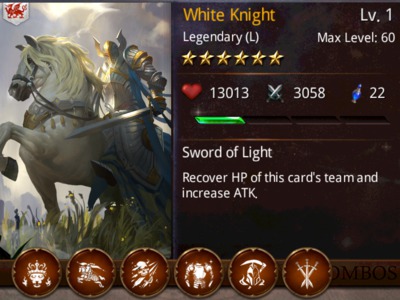 White Knight Lv. 1
Legendary (L) Max Level: 60
13013 3058 22
Sword of Light
Recover HP of this card's team and
increase ATK.
OMBOS